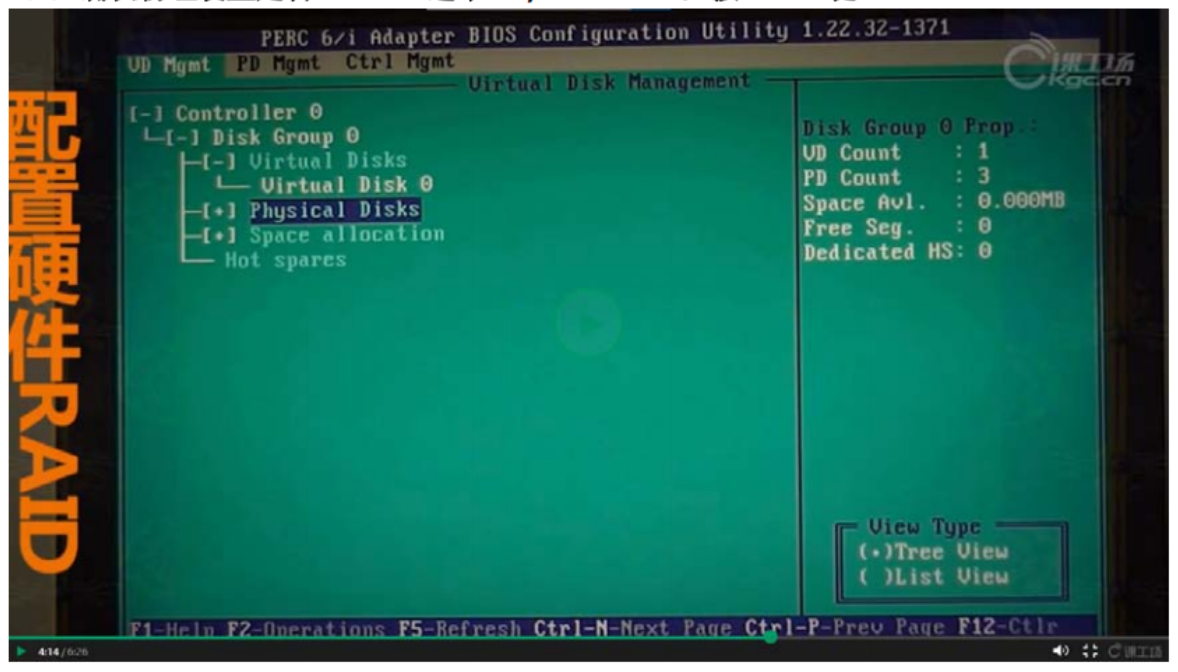 PERC 6/i Adapter BIOS Configuration Utility 1.22.32-1371
VD Mgmt PD Mgmt Ctrl Mgmt
Virtual Disk Management
课工场
kgc.cn
[-] Controller 0
[-] Disk Group 0
[-] Virtual Disks
Virtual Disk 0
[+] Physical Disks
[+] Space allocation
Hot spares
Disk Group 0 Prop.:
VD Count : 1
PD Count : 3
Space Avl. : 0.000MB
Free Seg. : 0
Dedicated HS: 0
配置硬件RAID
View Type
(•)Tree View
( )List View
F1-Help F2-Operations F5-Refresh Ctrl-N-Next Page Ctrl-P-Prev Page F12-Ctlr
4:14/6:26
课工场